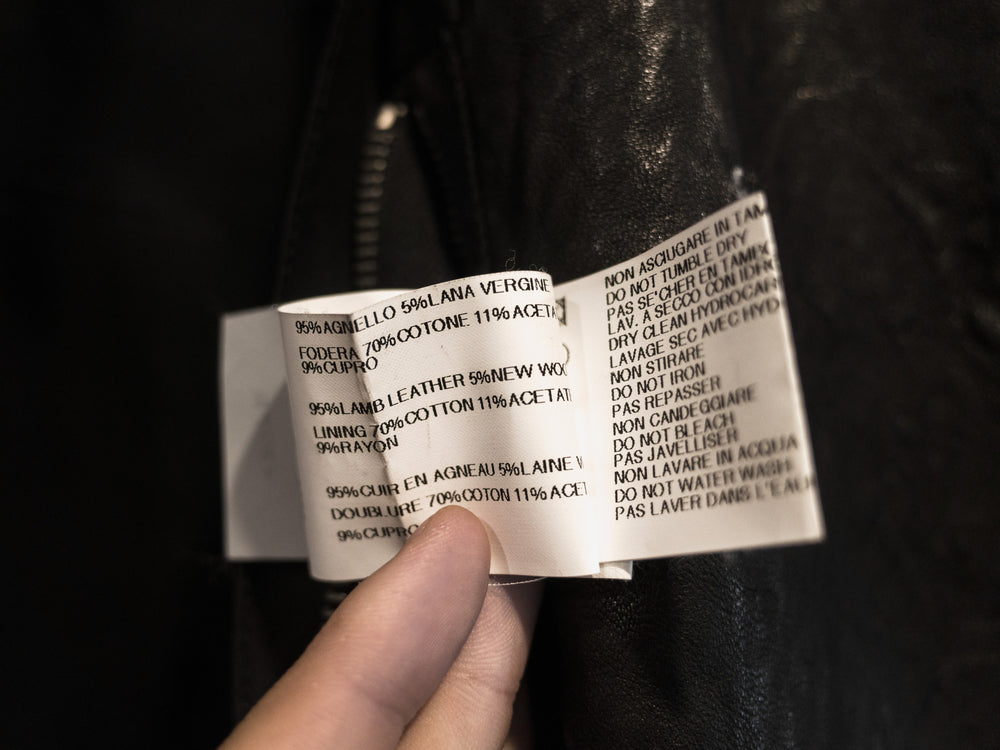 95% AGNELLO 5% LANA VERGINE
FODERA 70% COTONE 11% ACETA
9% CUPRO
95% LAMB LEATHER 5% NEW WOO
LINING 70% COTTON 11% ACETAT
9% RAYON
95% CUIR EN AGNEAU 5% LAINE V
DOUBLURE 70% COTON 11% ACET
9% CUPRO
NON ASCIUGARE IN TAM
DO NOT TUMBLE DRY
PAS SE'CHER EN TAMPO
LAV. A SECCO CON IDRO
DRY CLEAN HYDROCAR
LAVAGE SEC AVEC HYD
NON STIRARE
DO NOT IRON
PAS REPASSER
NON CANDEGGIARE
DO NOT BLEACH
PAS JAVELLISER
NON LAVARE IN ACQUA
DO NOT WATER WASH
PAS LAVER DANS L'EAU